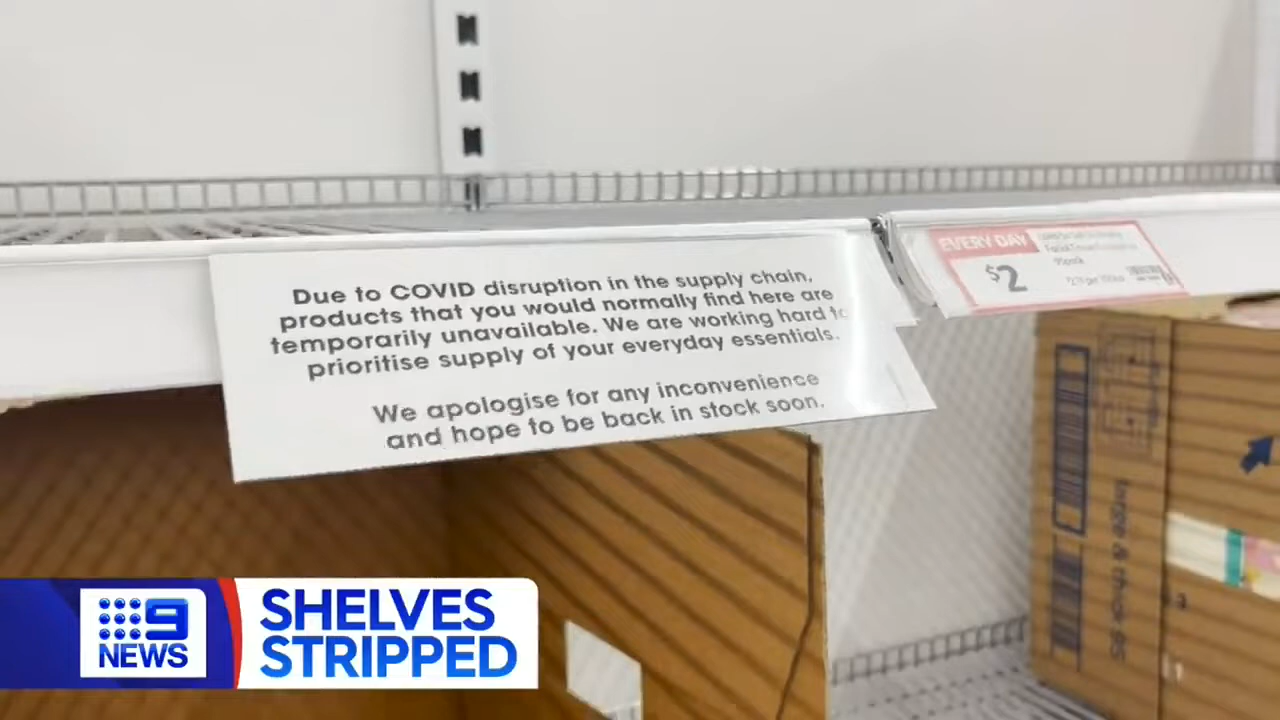 Due to COVID disruption in the supply chain,
products that you would normally find here are
temporarily unavailable. We are working hard to
prioritise supply of your everyday essentials.
We apologise for any inconvenience
and hope to be back in stock soon.
EVERY DAY
$2
large & thick
9
NEWS
SHELVES
STRIPPED